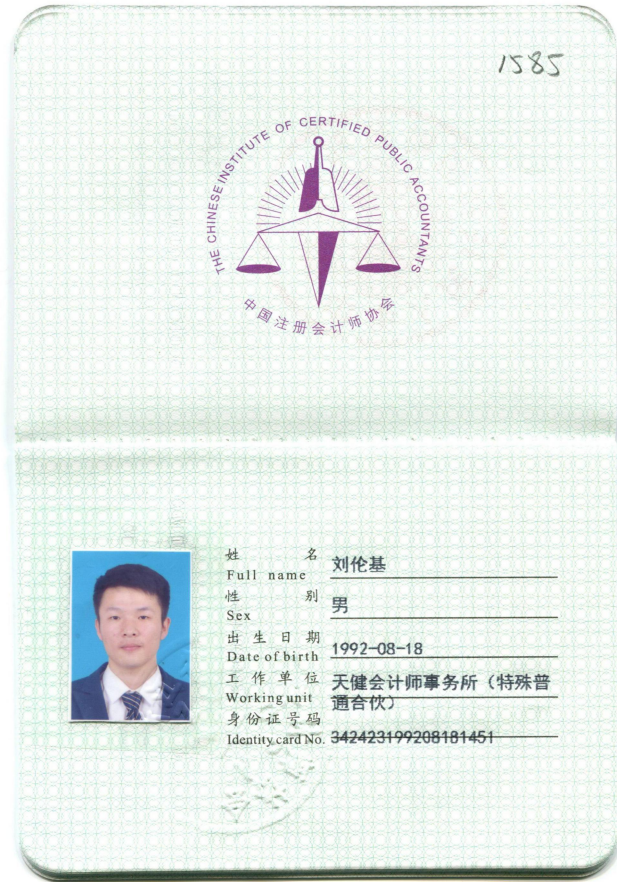 1585
THE CHINESE INSTITUTE OF CERTIFIED PUBLIC ACCOUNTANTS
中国注册会计师协会
姓名 刘伦基
Full name
性别 男
Sex
出生日期 1992-08-18
Date of birth
工作单位 天健会计师事务所（特殊普
Working unit 通合伙）
身份证号码
Identity card No. 342423199208181451